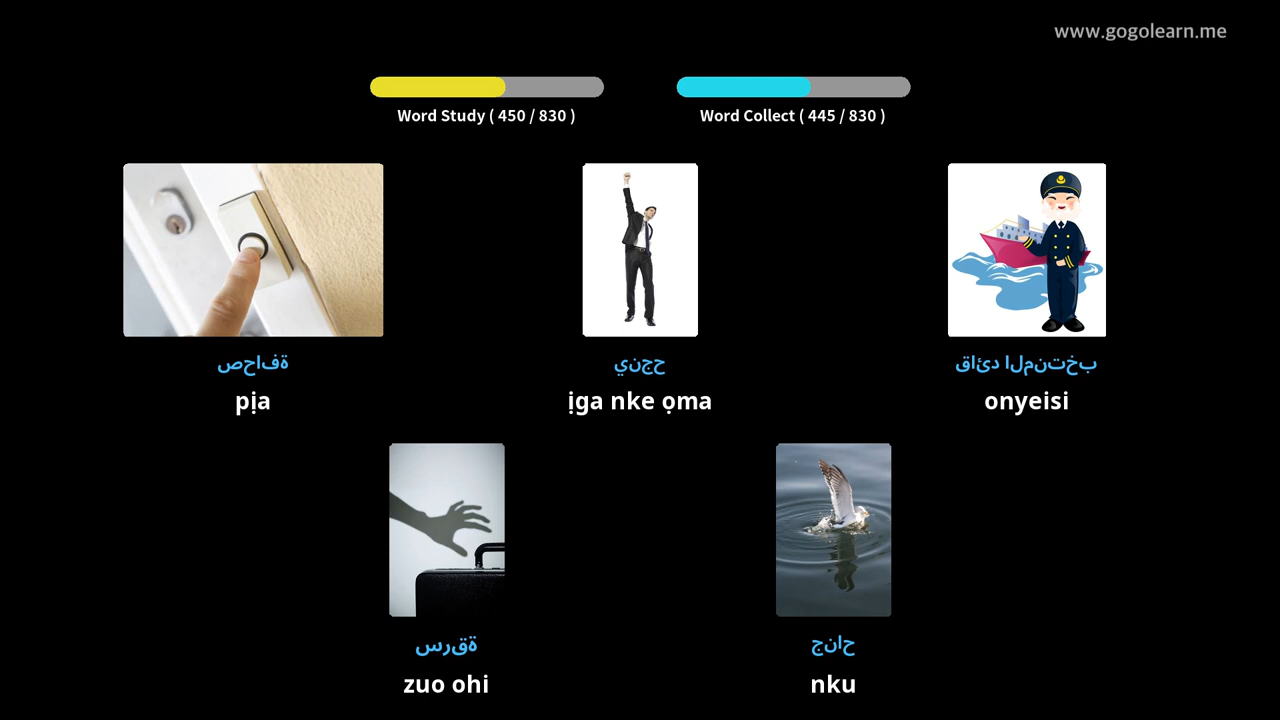 www.gogolearn.me
Word Study ( 450 / 830 )
Word Collect ( 445 / 830 )
صحافة
pịa
ينجح
ịga nke ọma
قائد المنتخب
onyeisi
سرقة
zuo ohi
جناح
nku